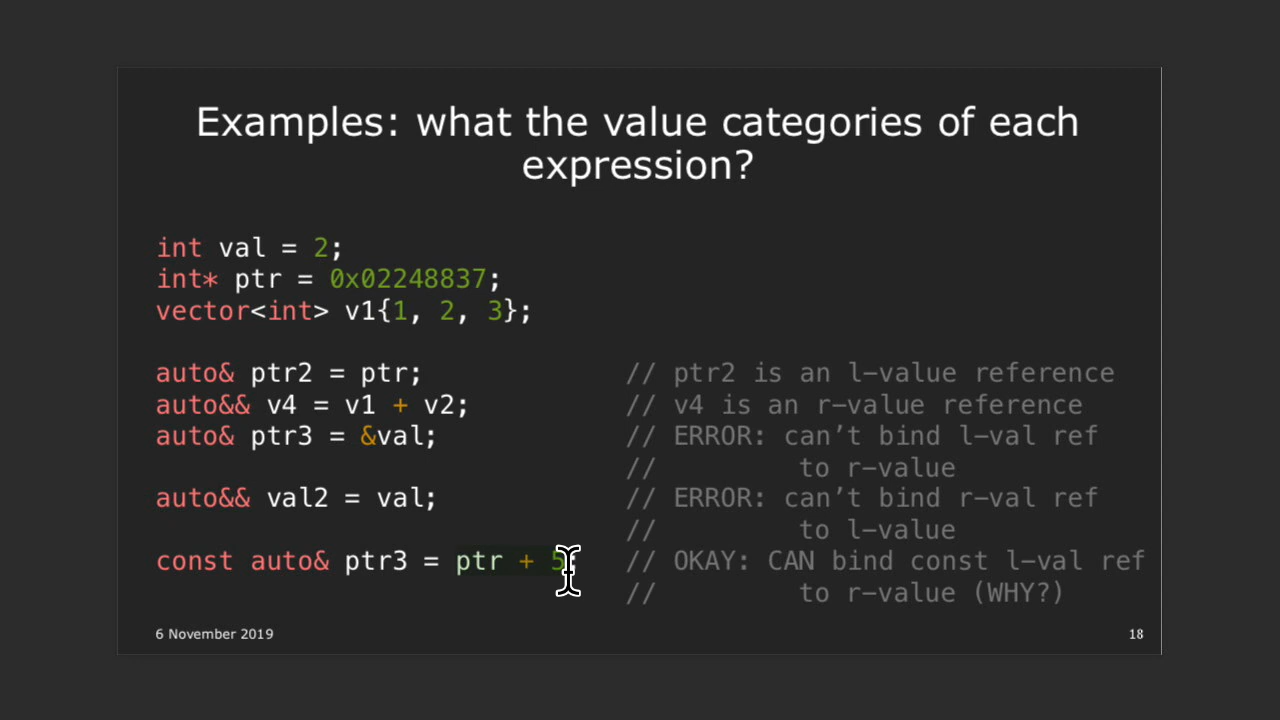 Examples: what the value categories of each
expression?
int val = 2;
int* ptr = 0x02248837;
vector<int> v1{1, 2, 3};
auto& ptr2 = ptr; // ptr2 is an l-value reference
auto&& v4 = v1 + v2; // v4 is an r-value reference
auto& ptr3 = &val; // ERROR: can't bind l-val ref
// to r-value
auto&& val2 = val; // ERROR: can't bind r-val ref
// to l-value
const auto& ptr3 = ptr + 5; // OKAY: CAN bind const l-val ref
// to r-value (WHY?)
6 November 2019 18